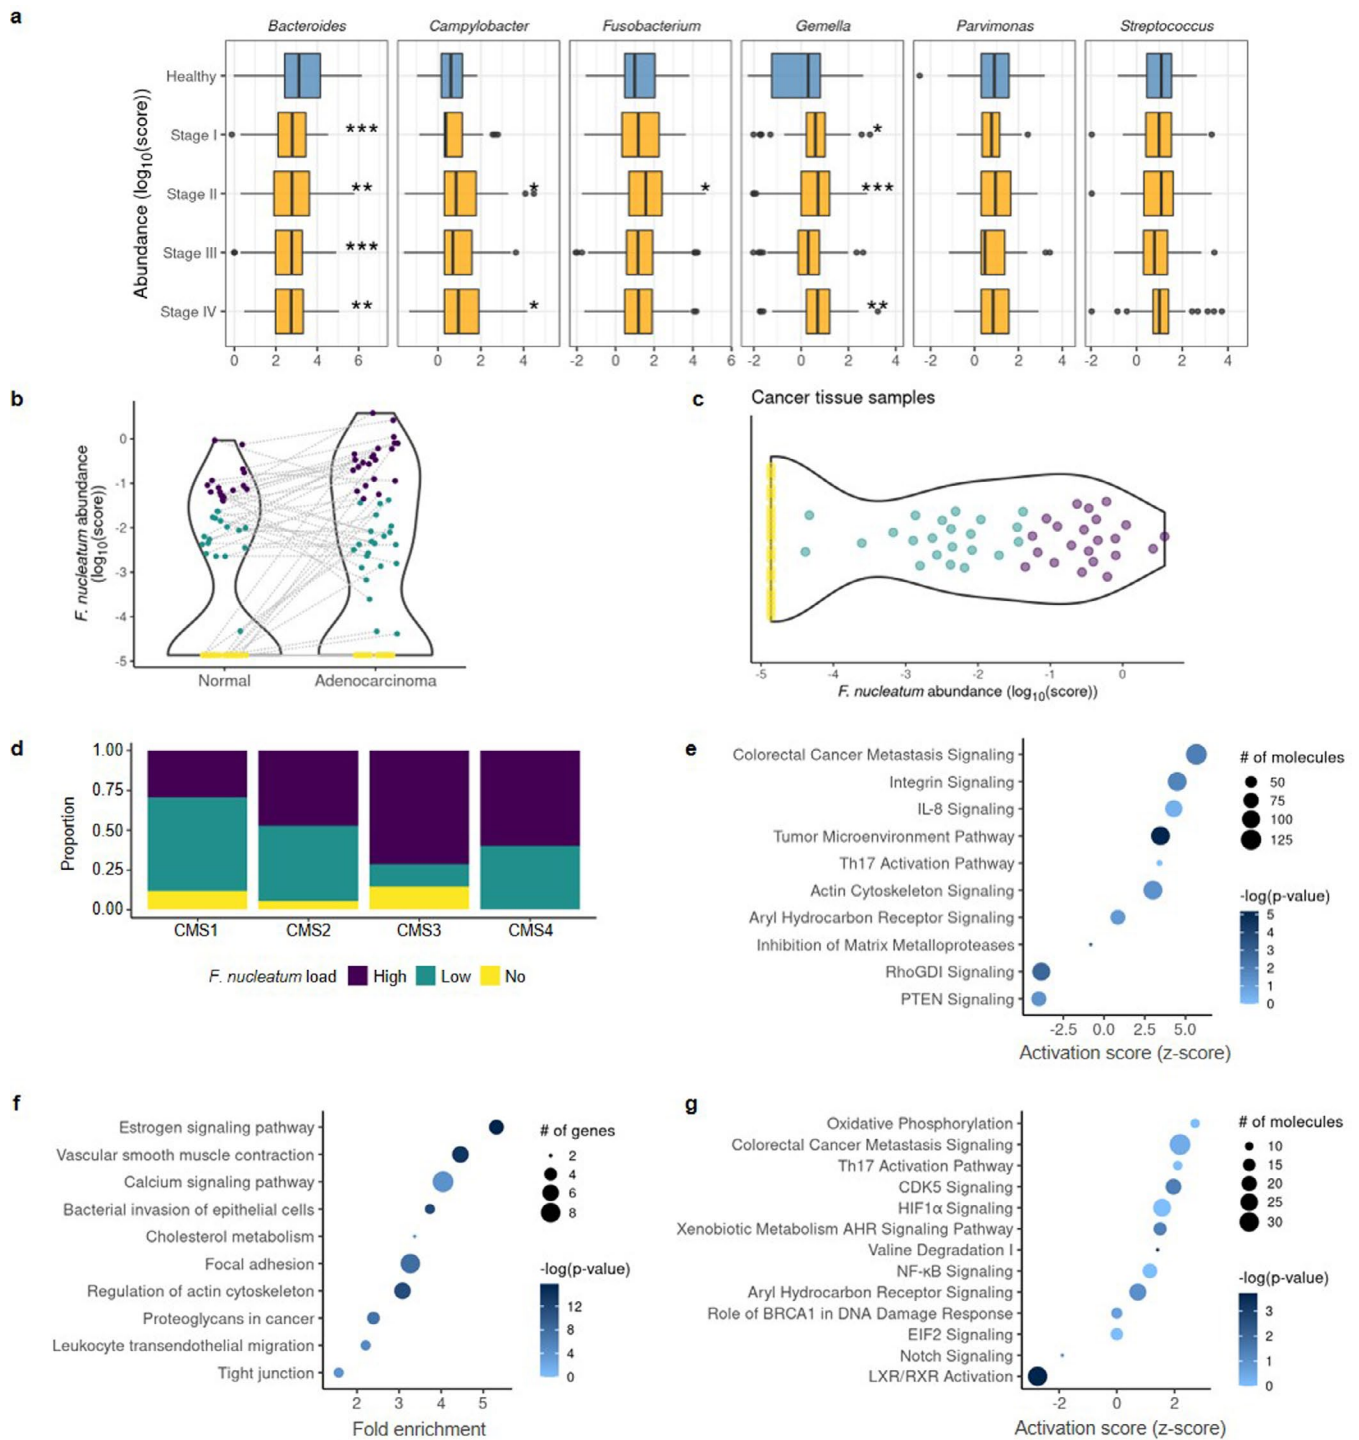 a
Bacteroides Campylobacter Fusobacterium Gemella Parvimonas Streptococcus
Abundance (log10(score))
Healthy
Stage I *** *
Stage II ** * * ***
Stage III ***
Stage IV ** * **
0 2 4 6 0 2 4 -2 0 2 4 6 -2 0 2 4 -2 0 2 4 -2 0 2 4
b
F. nucleatum abundance
(log10(score))
0
-1
-2
-3
-4
-5
Normal Adenocarcinoma
c
Cancer tissue samples
-5 -4 -3 -2 -1 0
F. nucleatum abundance (log10(score))
d
Proportion
1.00
0.75
0.50
0.25
0.00
CMS1 CMS2 CMS3 CMS4
F. nucleatum load High Low No
e
Colorectal Cancer Metastasis Signaling
Integrin Signaling
IL-8 Signaling
Tumor Microenvironment Pathway
Th17 Activation Pathway
Actin Cytoskeleton Signaling
Aryl Hydrocarbon Receptor Signaling
Inhibition of Matrix Metalloproteases
RhoGDI Signaling
PTEN Signaling
-2.5 0.0 2.5 5.0
Activation score (z-score)
# of molecules
50
75
100
125
-log(p-value)
5
4
3
2
1
0
f
Estrogen signaling pathway
Vascular smooth muscle contraction
Calcium signaling pathway
Bacterial invasion of epithelial cells
Cholesterol metabolism
Focal adhesion
Regulation of actin cytoskeleton
Proteoglycans in cancer
Leukocyte transendothelial migration
Tight junction
2 3 4 5
Fold enrichment
# of genes
2
4
6
8
-log(p-value)
12
8
4
0
g
Oxidative Phosphorylation
Colorectal Cancer Metastasis Signaling
Th17 Activation Pathway
CDK5 Signaling
HIF1α Signaling
Xenobiotic Metabolism AHR Signaling Pathway
Valine Degradation I
NF-κB Signaling
Aryl Hydrocarbon Receptor Signaling
Role of BRCA1 in DNA Damage Response
EIF2 Signaling
Notch Signaling
LXR/RXR Activation
-2 0 2
Activation score (z-score)
# of molecules
10
15
20
25
30
-log(p-value)
3
2
1
0